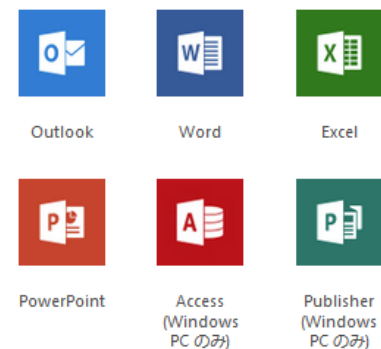 Outlook
Word
Excel
PowerPoint
Access
(Windows
PC のみ)
Publisher
(Windows
PC のみ)